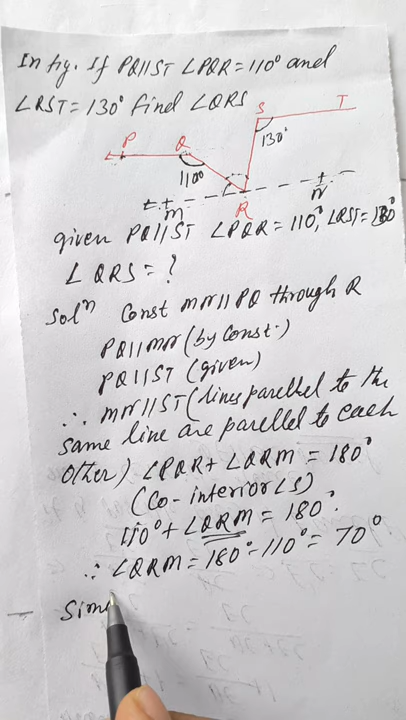 In fig. If PQ||ST ∠PQR = 110° and
∠RST = 130° find ∠QRS
S T
P Q
130°
110°
M R N
given PQ||ST ∠PQR = 110°, ∠RST = 130°
∠QRS = ?
Solⁿ Const MN||PQ through R
PQ||MN (by Const.)
PQ||ST (given)
∴ MN||ST (lines parellel to the
same line are parellel to each
other) ∠PQR + ∠QRM = 180°
(Co-interior ∠s)
110° + ∠QRM = 180°.
∴ ∠QRM = 180° - 110° = 70°
Sim